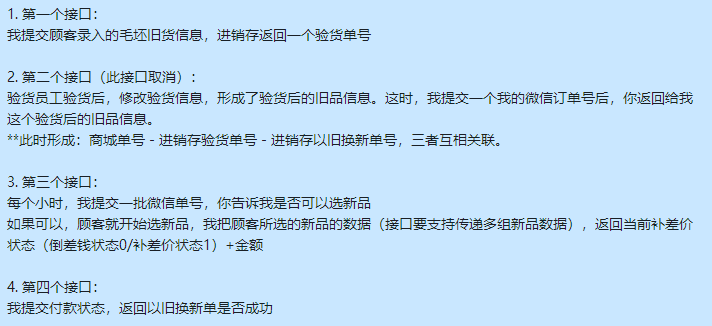 1. 第一个接口：
我提交顾客录入的毛坯旧货信息，进销存返回一个验货单号
2. 第二个接口（此接口取消）：
验货员工验货后，修改验货信息，形成了验货后的旧品信息。这时，我提交一个我的微信订单号后，你返回给我
这个验货后的旧品信息。
**此时形成：商城单号 - 进销存验货单号 - 进销存以旧换新单号，三者互相关联。
3. 第三个接口：
每个小时，我提交一批微信单号，你告诉我是否可以选新品
如果可以，顾客就开始选新品，我把顾客所选的新品的数据（接口要支持传递多组新品数据），返回当前补差价
状态（倒差钱状态0/补差价状态1）+金额
4. 第四个接口：
我提交付款状态，返回以旧换新单是否成功